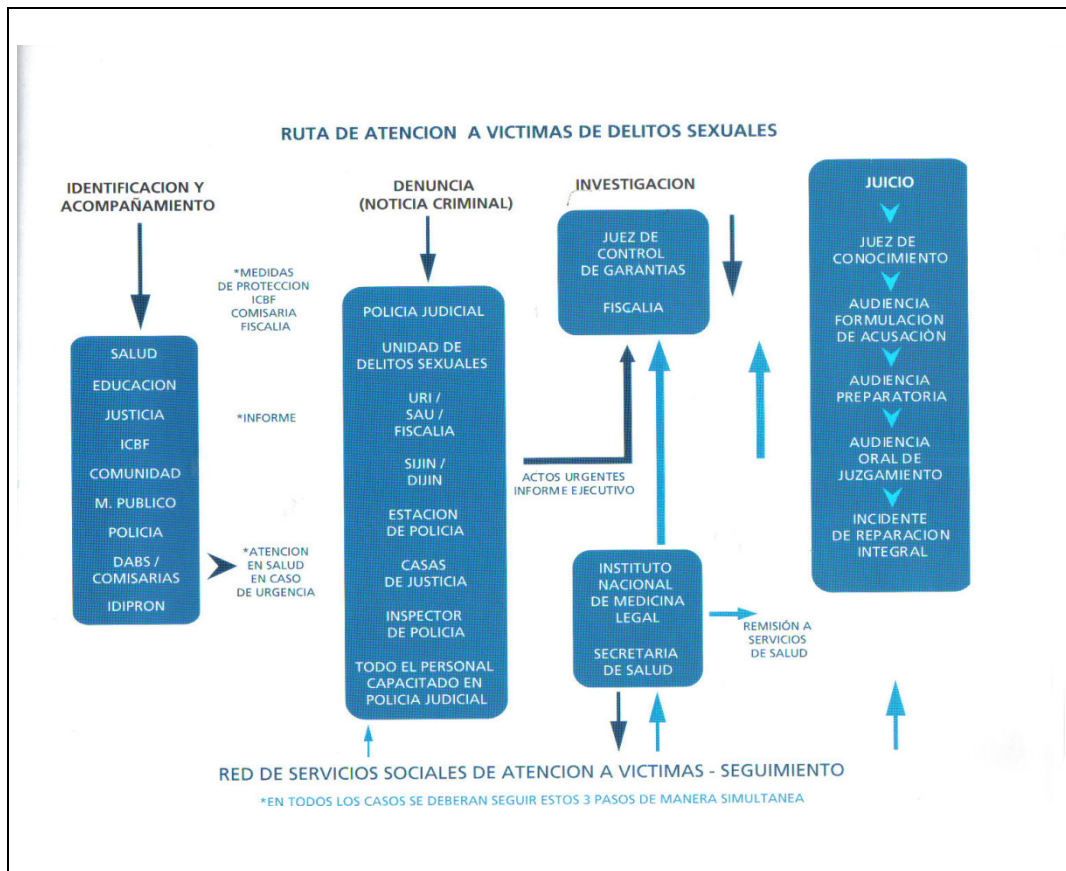 RUTA DE ATENCION A VICTIMAS DE DELITOS SEXUALES
IDENTIFICACION Y
ACOMPAÑAMIENTO
SALUD
EDUCACION
JUSTICIA
ICBF
COMUNIDAD
M. PUBLICO
POLICIA
DABS /
COMISARIAS
IDIPRON
*MEDIDAS
DE PROTECCION
ICBF
COMISARIA
FISCALIA
*INFORME
*ATENCION
EN SALUD
EN CASO
DE URGENCIA
DENUNCIA
(NOTICIA CRIMINAL)
POLICIA JUDICIAL
UNIDAD DE
DELITOS SEXUALES
URI /
SAU /
FISCALIA
SIJIN /
DIJIN
ESTACION
DE POLICIA
CASAS
DE JUSTICIA
INSPECTOR
DE POLICIA
TODO EL PERSONAL
CAPACITADO EN
POLICIA JUDICIAL
ACTOS URGENTES
INFORME EJECUTIVO
INVESTIGACION
JUEZ DE
CONTROL
DE GARANTIAS
FISCALIA
INSTITUTO
NACIONAL
DE MEDICINA
LEGAL
SECRETARIA
DE SALUD
REMISIÓN A
SERVICIOS
DE SALUD
JUICIO
JUEZ DE
CONOCIMIENTO
AUDIENCIA
FORMULACION
DE ACUSACIÓN
AUDIENCIA
PREPARATORIA
AUDIENCIA
ORAL DE
JUZGAMIENTO
INCIDENTE
DE REPARACION
INTEGRAL
RED DE SERVICIOS SOCIALES DE ATENCION A VICTIMAS - SEGUIMIENTO
*EN TODOS LOS CASOS SE DEBERAN SEGUIR ESTOS 3 PASOS DE MANERA SIMULTANEA